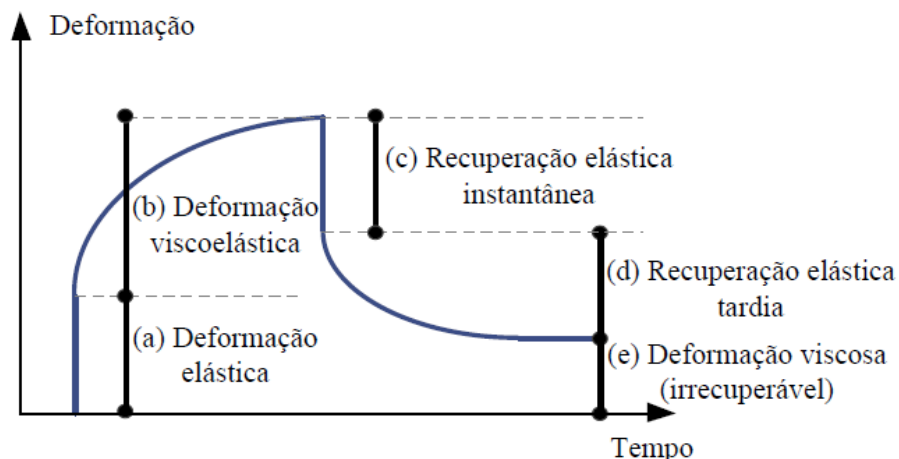 Deformação
(c) Recuperação elástica
instantânea
(b) Deformação
viscoelástica
(d) Recuperação elástica
tardia
(a) Deformação
elástica
(e) Deformação viscosa
(irrecuperável)
Tempo